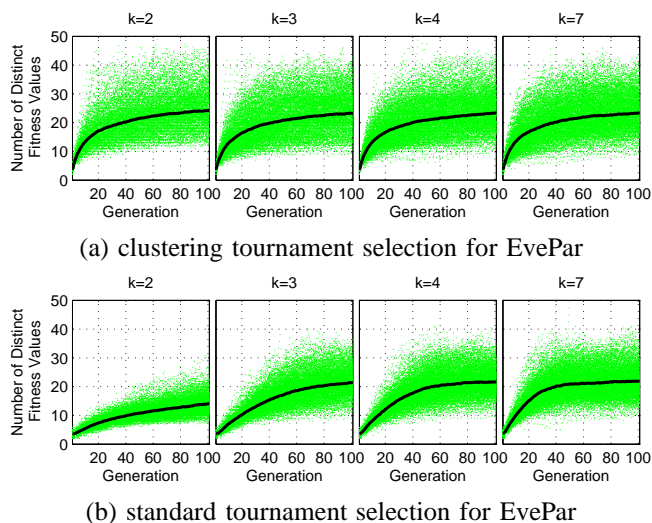 k=2 k=3 k=4 k=7
50
40
30
20
10
0
Number of Distinct
Fitness Values
20 40 60 80 100 20 40 60 80 100 20 40 60 80 100 20 40 60 80 100
Generation Generation Generation Generation
(a) clustering tournament selection for EvePar
k=2 k=3 k=4 k=7
50
40
30
20
10
0
Number of Distinct
Fitness Values
20 40 60 80 100 20 40 60 80 100 20 40 60 80 100 20 40 60 80 100
Generation Generation Generation Generation
(b) standard tournament selection for EvePar